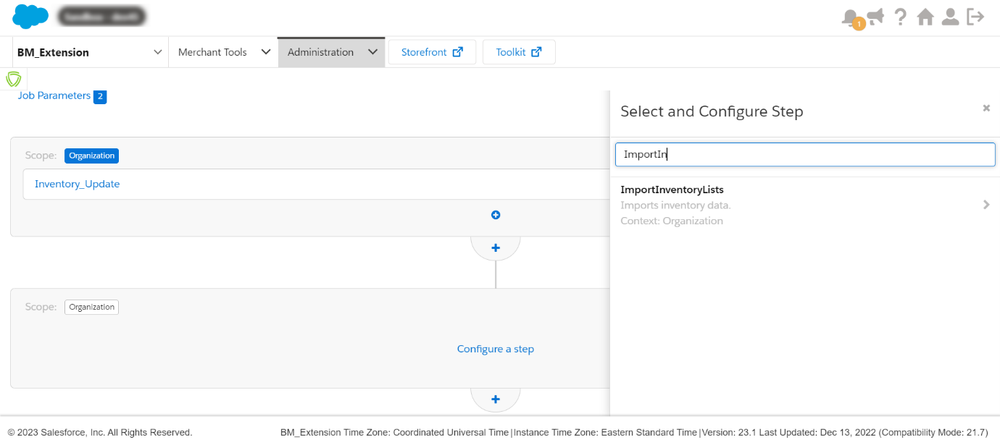 1
BM_Extension
Merchant Tools
Administration
Storefront
Toolkit
Job Parameters 2
Scope: Organization
Inventory_Update
Scope: Organization
Configure a step
Select and Configure Step
ImportIn
ImportInventoryLists
Imports inventory data.
Context: Organization
© 2023 Salesforce, Inc. All Rights Reserved.
BM_Extension Time Zone: Coordinated Universal Time|Instance Time Zone: Eastern Standard Time|Version: 23.1 Last Updated: Dec 13, 2022 (Compatibility Mode: 21.7)